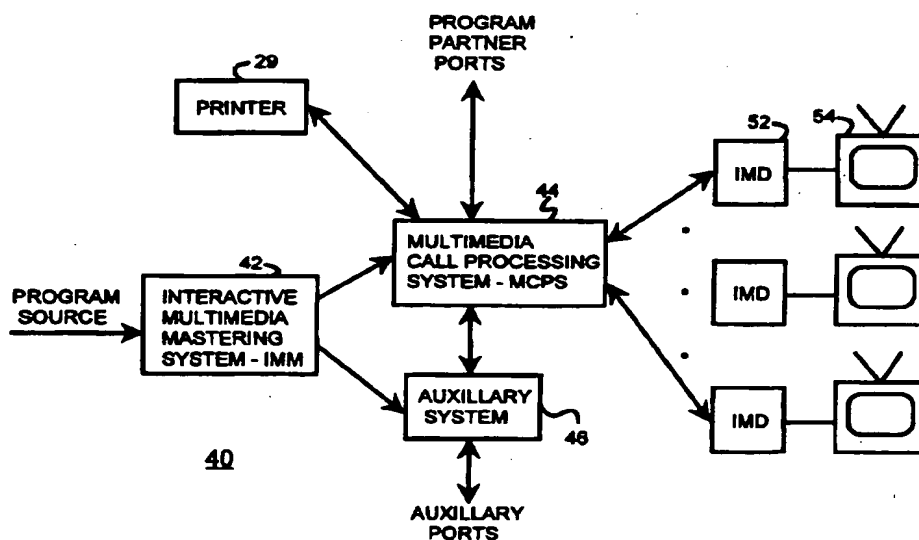 PROGRAM
PARTNER
PORTS
29
PRINTER
52
54
IMD
44
MULTIMEDIA
CALL PROCESSING
SYSTEM - MCPS
42
PROGRAM
SOURCE
INTERACTIVE
MULTIMEDIA
MASTERING
SYSTEM - IMM
IMD
AUXILLARY
SYSTEM
46
IMD
40
AUXILLARY
PORTS